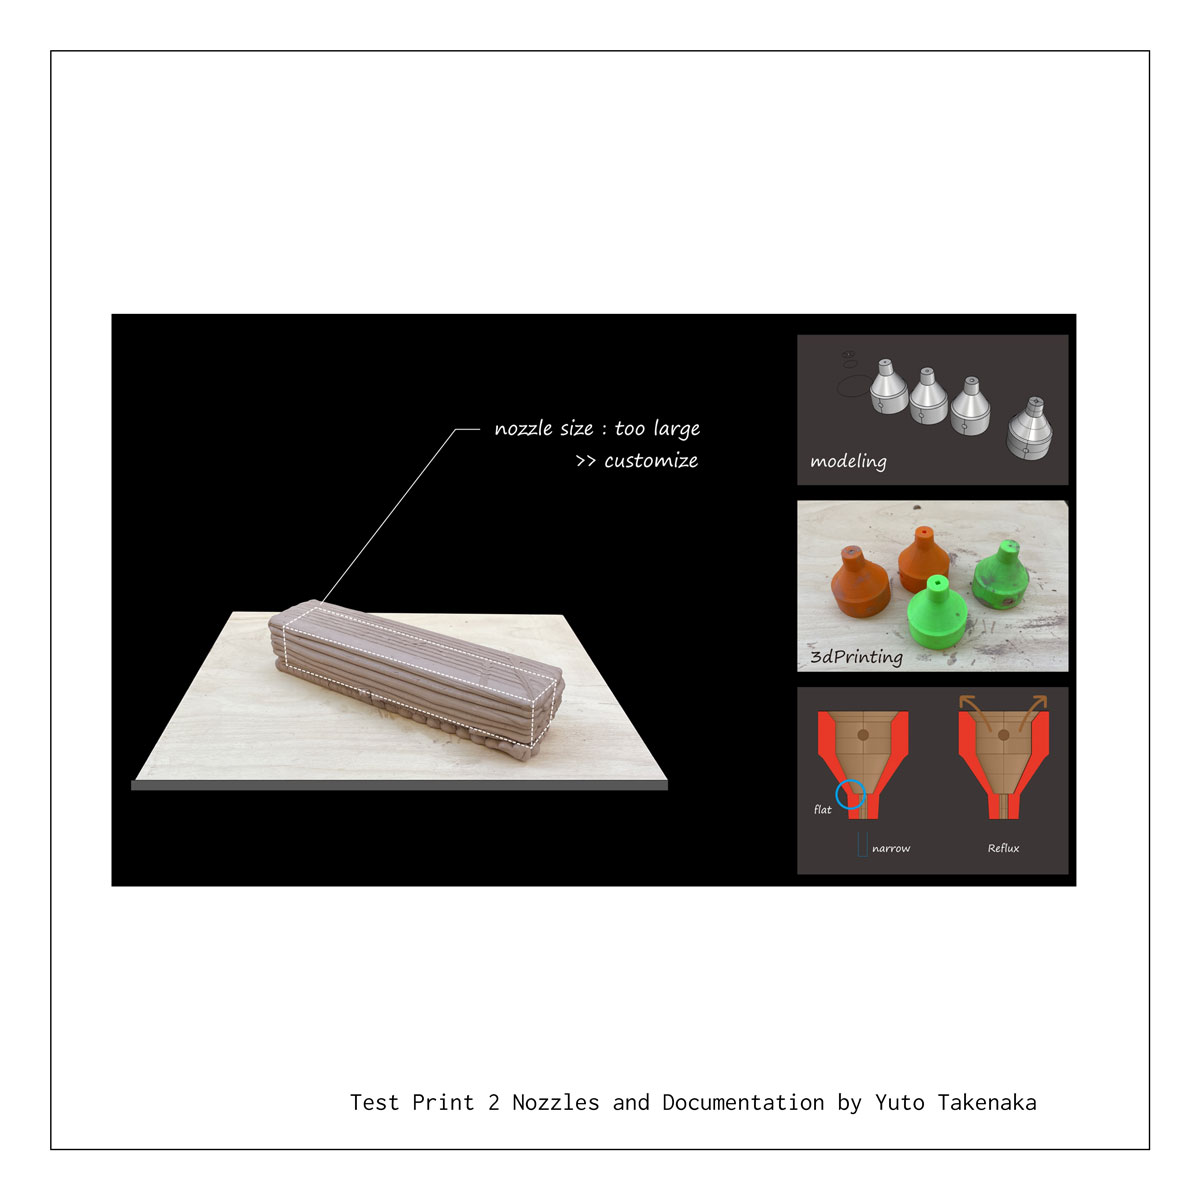 nozzle size : too large
>> customize
modeling
3dPrinting
flat
narrow
Reflux
Test Print 2 Nozzles and Documentation by Yuto Takenaka